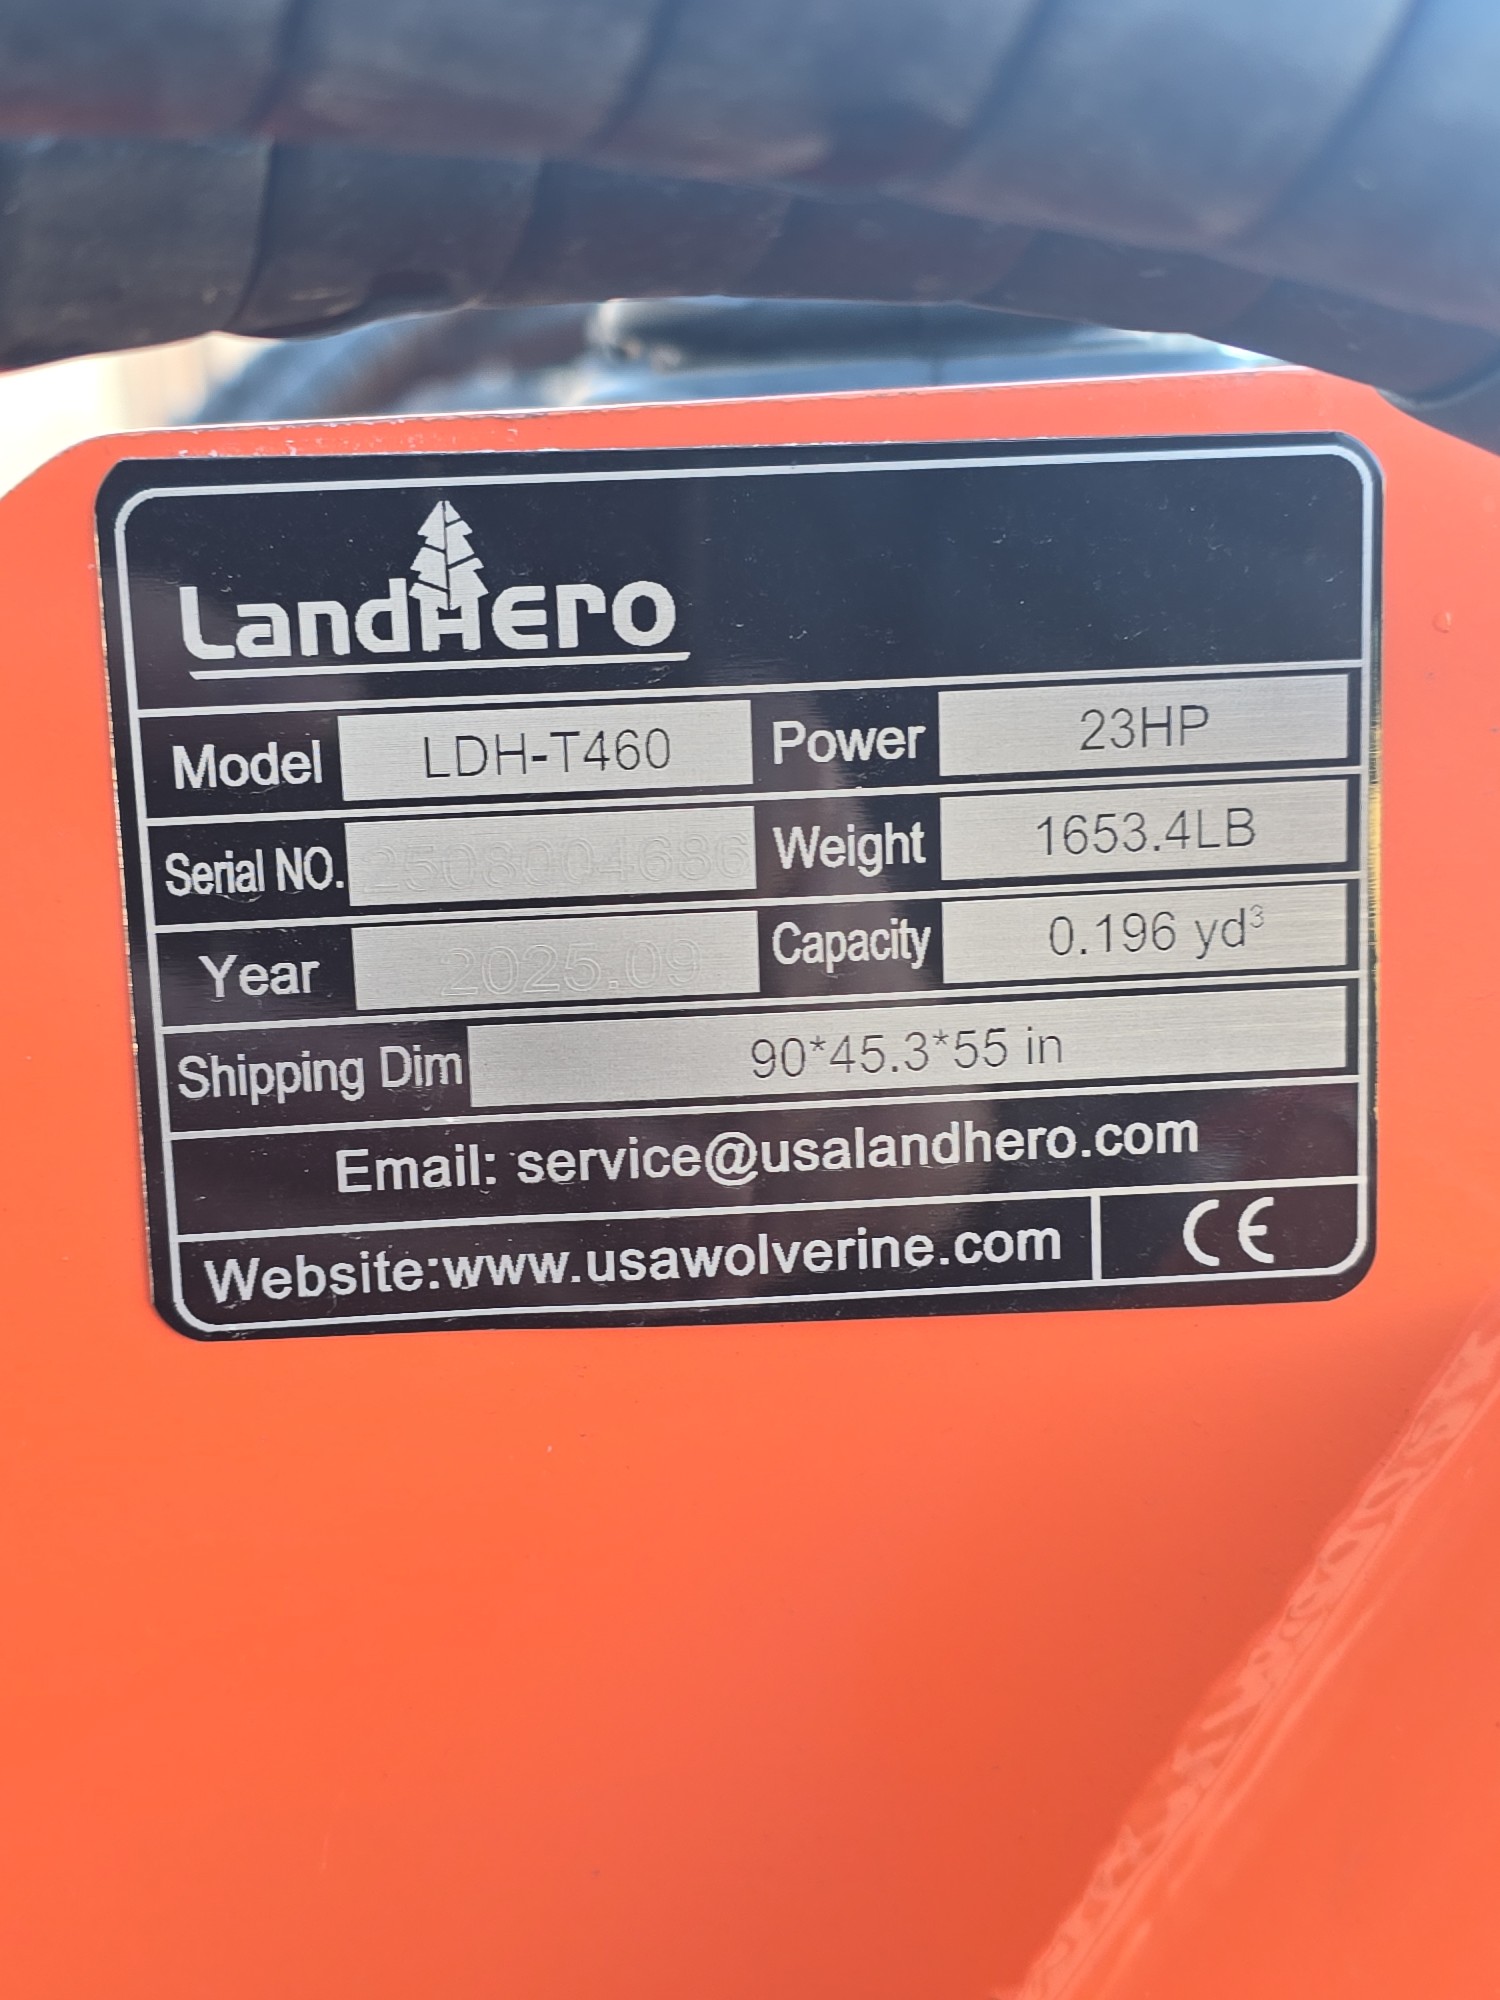 LandHero
Model LDH-T460 Power 23HP
Serial NO. 25080004686 Weight 1653.4LB
Year 2025.09 Capacity 0.196 yd³
Shipping Dim 90*45.3*55 in
Email: service@usalandhero.com
Website:www.usawolverine.com CE